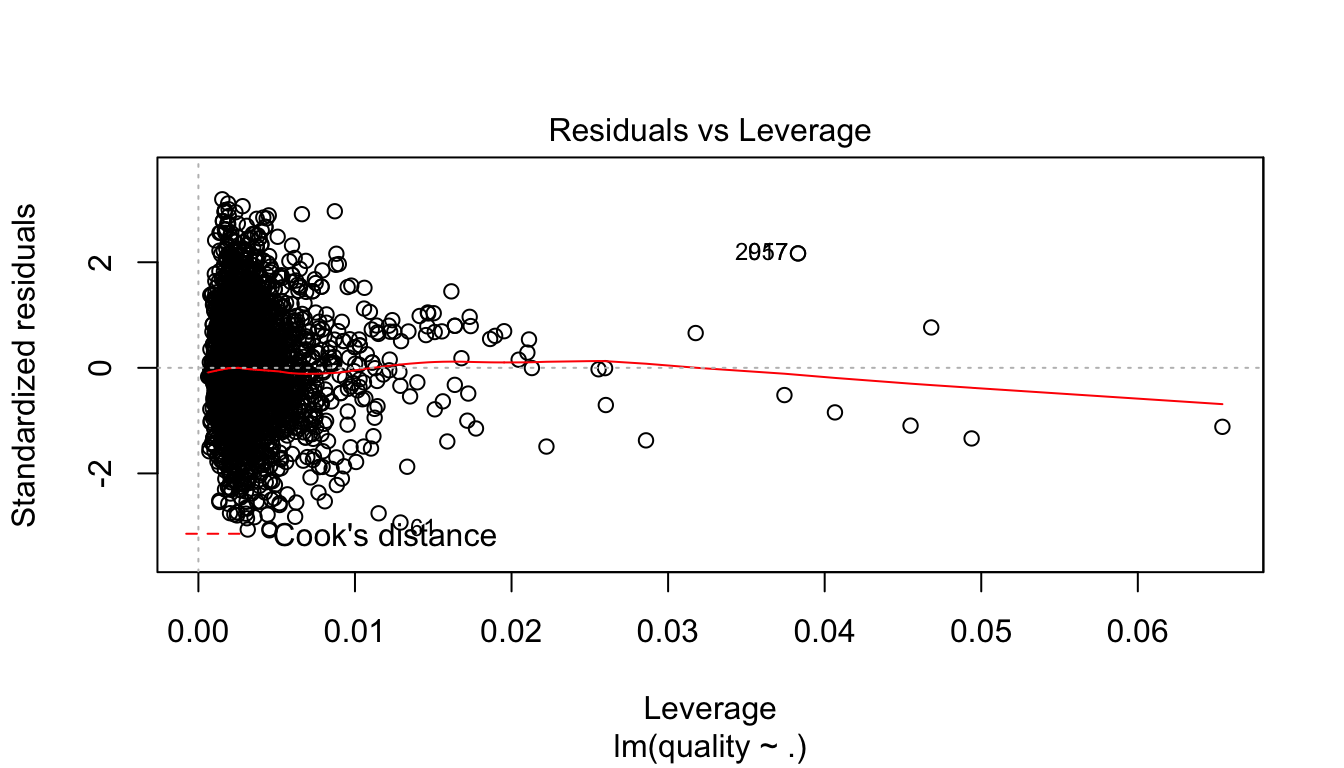 Residuals vs Leverage
Standardized residuals
2
0
-2
61
Cook's distance
0.00 0.01 0.02 0.03 0.04 0.05 0.06
Leverage
lm(quality ~ .)